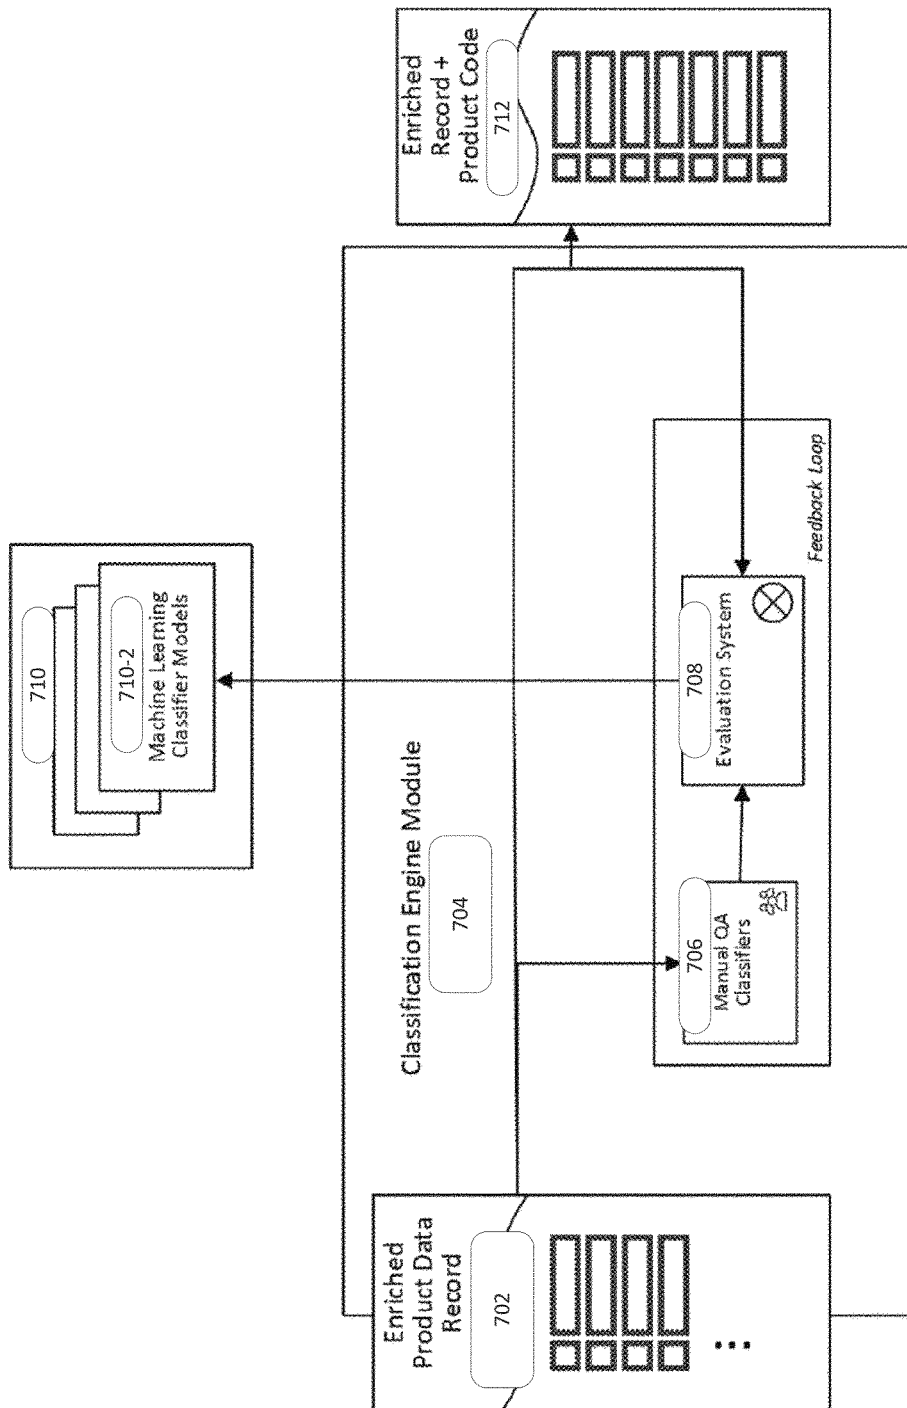 Enriched
Product Data
Record
702
...
Classification Engine Module
704
706
Manual QA
Classifiers
708
Evaluation System
Feedback Loop
710
710-2
Machine Learning
Classifier Models
Enriched
Record +
Product Code
712